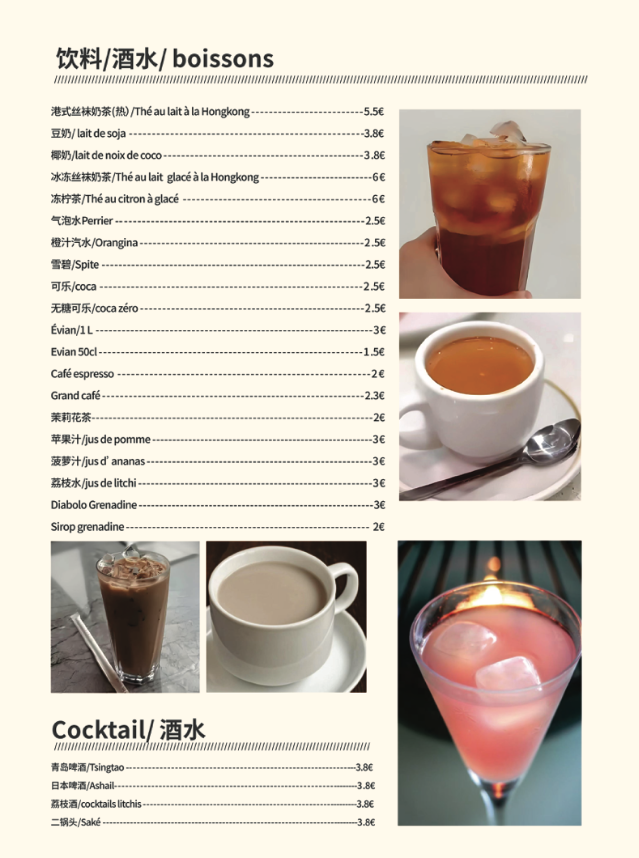 饮料/酒水/ boissons
港式丝袜奶茶(热) /Thé au lait à la Hongkong---5.5€
豆奶/ lait de soja ---3.8€
椰奶/lait de noix de coco---3.8€
冰冻丝袜奶茶/Thé au lait glacé à la Hongkong---6€
冻柠茶/Thé au citron à glacé ---6€
气泡水Perrier ---2.5€
橙汁汽水/Orangina---2.5€
雪碧/Spite ---2.5€
可乐/coca ---2.5€
无糖可乐/coca zéro---2.5€
Évian/1 L ---3€
Evian 50cl---1.5€
Café espresso ---2€
Grand café---2.3€
茉莉花茶---2€
苹果汁/jus de pomme---3€
菠萝汁/jus d' ananas---3€
荔枝水/jus de litchi---3€
Diabolo Grenadine---3€
Sirop grenadine--- 2€
Cocktail/ 酒水
青岛啤酒/Tsingtao---3.8€
日本啤酒/Ashail---3.8€
荔枝酒/cocktails litchis---3.8€
二锅头/Saké ---3.8€